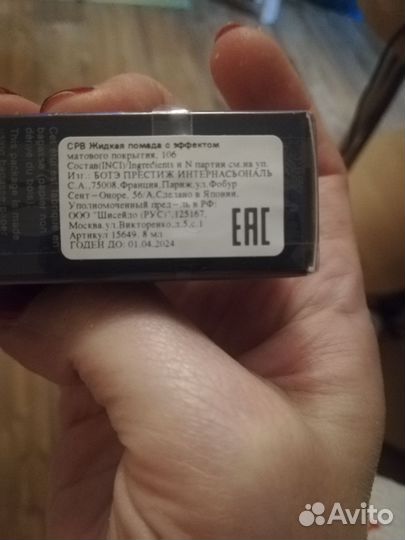 СРВ Жидкая помада с эффектом
матового покрытия, 106
Состав(INCI)/Ingredients и N партии см.на уп.
Изг.: БОТЭ ПРЕСТИЖ ИНТЕРНАСЬОНАЛЬ
С.А.,75008,Франция,Париж,ул.Фобур
Сент-Оноре, 56/А,Сделано в Японии.
Уполномоченный пред-ль в РФ:
ООО "Шисейдо (РУС)",125167,
Москва,ул.Викторенко,д.5,с.1
Артикул 15649, 8 мл
ГОДЕН ДО: 01.04.2024
EAC
Avito